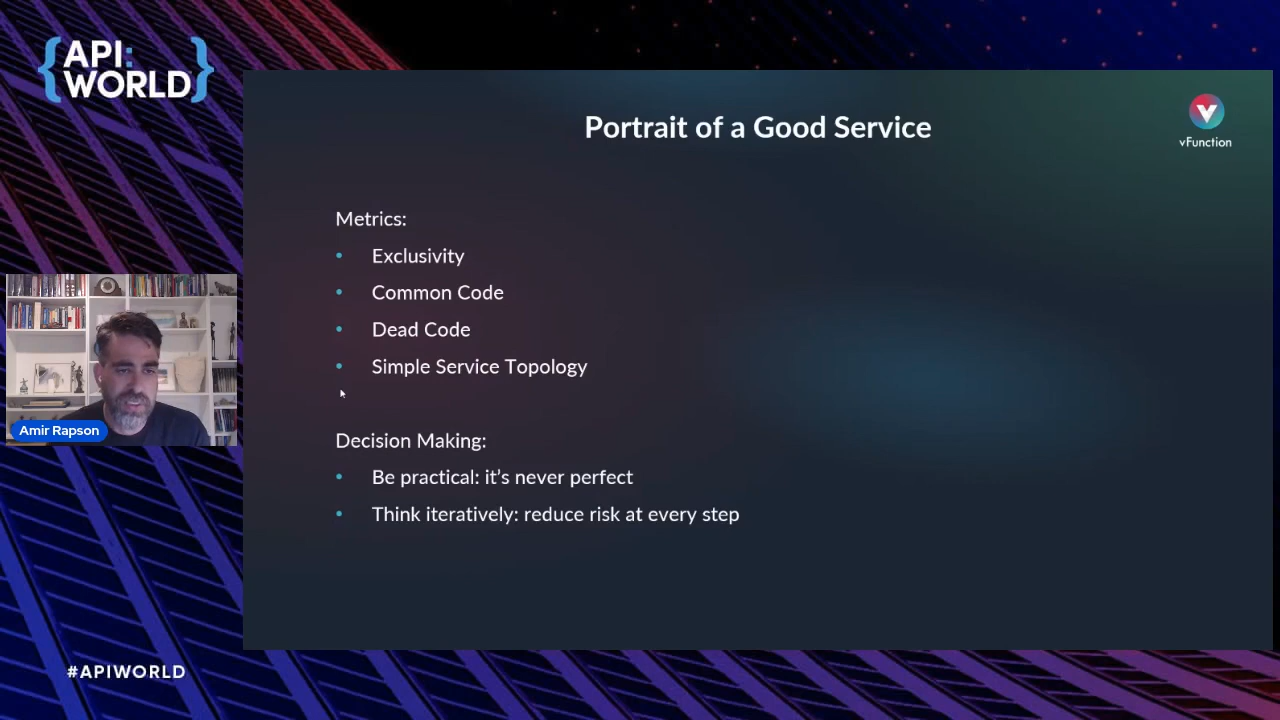 {API:
WORLD}
Portrait of a Good Service
vFunction
Metrics:
• Exclusivity
• Common Code
• Dead Code
• Simple Service Topology
Decision Making:
• Be practical: it's never perfect
• Think iteratively: reduce risk at every step
Amir Rapson
#APIWORLD